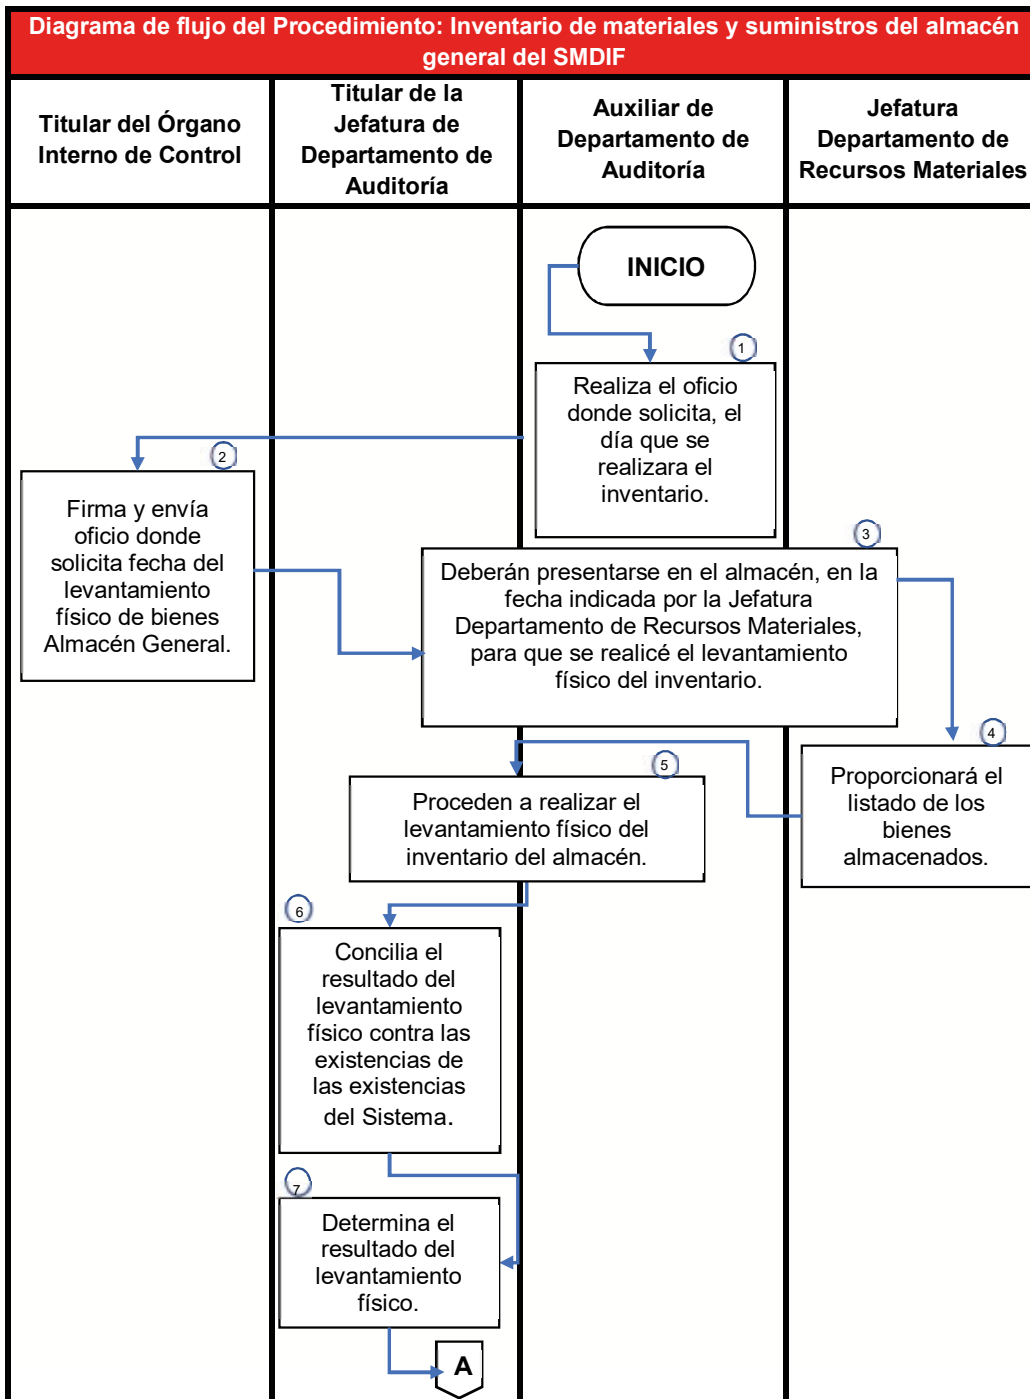 Diagrama de flujo del Procedimiento: Inventario de materiales y suministros del almacén
general del SMDIF
Titular del Órgano
Interno de Control
Titular de la
Jefatura de
Departamento de
Auditoría
Auxiliar de
Departamento de
Auditoría
Jefatura
Departamento de
Recursos Materiales
INICIO
1
Realiza el oficio
donde solicita, el
día que se
realizara el
inventario.
2
Firma y envía
oficio donde
solicita fecha del
levantamiento
físico de bienes
Almacén General.
3
Deberán presentarse en el almacén, en la
fecha indicada por la Jefatura
Departamento de Recursos Materiales,
para que se realicé el levantamiento
físico del inventario.
4
Proporcionará el
listado de los
bienes
almacenados.
5
Proceden a realizar el
levantamiento físico del
inventario del almacén.
6
Concilia el
resultado del
levantamiento
físico contra las
existencias de
las existencias
del Sistema.
7
Determina el
resultado del
levantamiento
físico.
A